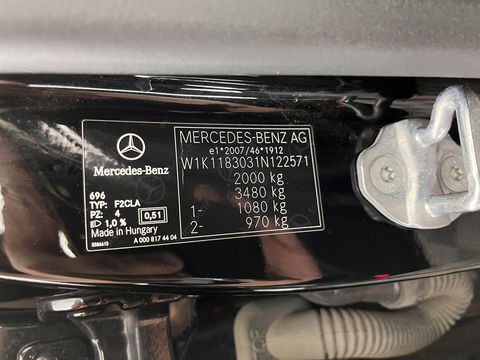 Mercedes-Benz
696
TYP: F2CLA
PZ: 4
1,0 % 0,51
Made in Hungary
A 000 817 44 04
MERCEDES-BENZ AG
e1*2007/46*1912
W1K1183031N122571
2000 kg
3480 kg
1- 1080 kg
2- 970 kg